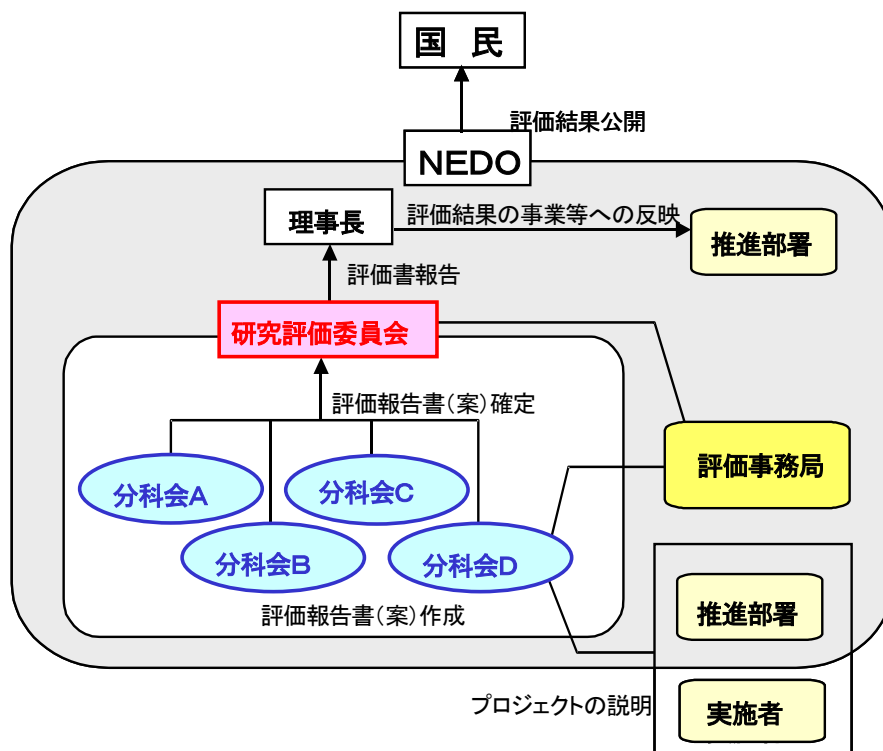 国　民
評価結果公開
ＮＥＤＯ
理事長
評価結果の事業等への反映
推進部署
評価書報告
研究評価委員会
評価報告書（案）確定
評価事務局
分科会Ａ
分科会Ｃ
分科会Ｂ
分科会Ｄ
評価報告書（案）作成
推進部署
プロジェクトの説明
実施者